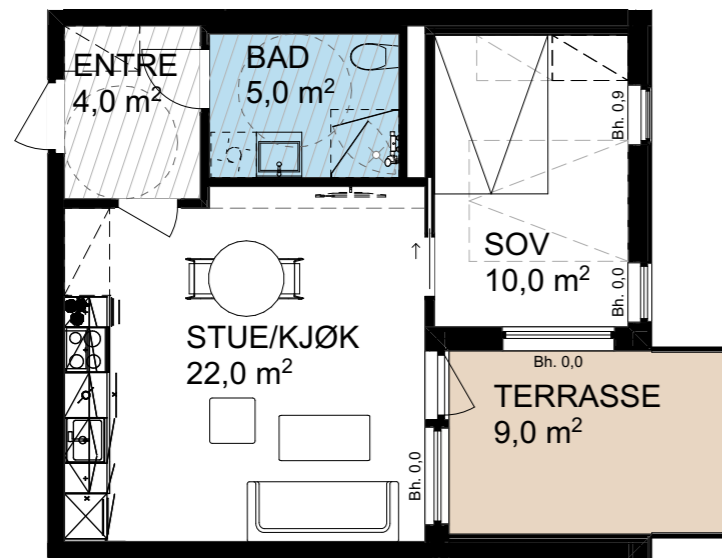 ENTRE
4,0 m²
BAD
5,0 m²
Bh. 0,9
SOV
10,0 m²
Bh. 0,0
STUE/KJØK
22,0 m²
Bh. 0,0
TERRASSE
9,0 m²
Bh. 0,0